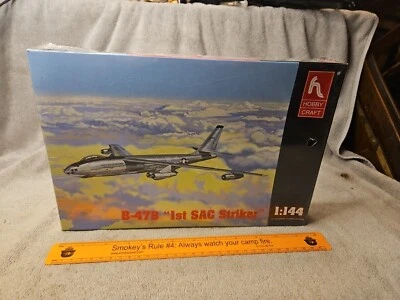 h
HOBBY
CRAFT
B-47B "1st SAC Striker"
1:144
Smokey's Rule #4: Always watch your camp fire.